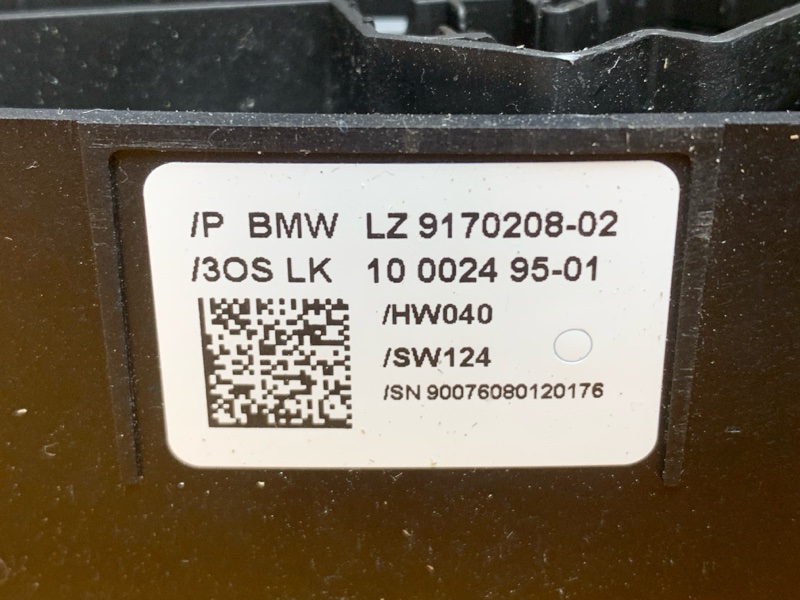 /P BMW LZ 9170208-02
/3OS LK 10 0024 95-01
/HW040
/SW124
/SN 90076080120176